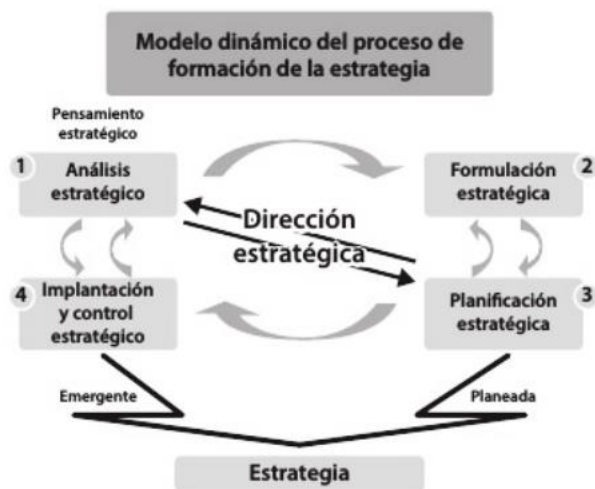 Modelo dinámico del proceso de
formación de la estrategia
Pensamiento
estratégico
1
Análisis
estratégico
Formulación
estratégica
2
Dirección
estratégica
4
Implantación
y control
estratégico
Planificación
estratégica
3
Emergente
Planeada
Estrategia